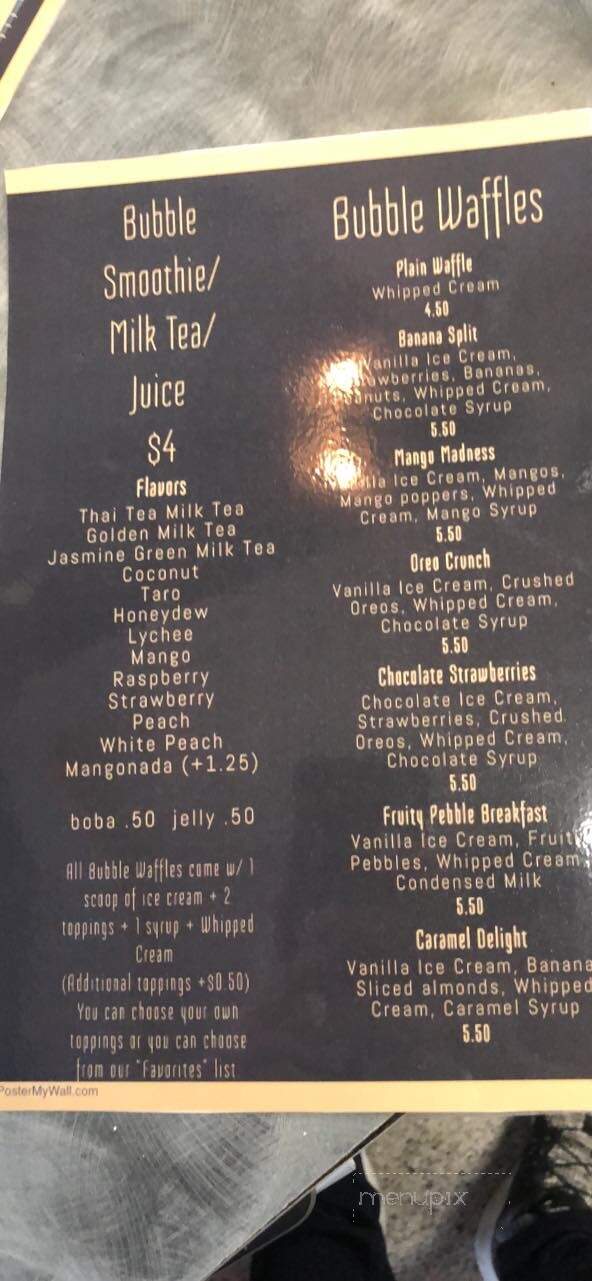 Bubble
Smoothie/
Milk Tea/
Juice
$4
Flavors
Thai Tea Milk Tea
Golden Milk Tea
Jasmine Green Milk Tea
Coconut
Taro
Honeydew
Lychee
Mango
Raspberry
Strawberry
Peach
White Peach
Mangonada (+1.25)
boba .50 jelly .50
All Bubble Waffles come w/ 1
scoop of ice cream + 2
toppings + 1 syrup + Whipped
Cream
(Additional toppings +$0.50)
You can choose your own
toppings or you can choose
from our "Favorites" list
PosterMyWall.com
Bubble Waffles
Plain Waffle
Whipped Cream
4.50
Banana Split
Vanilla Ice Cream,
Bananas,
Whipped Cream,
Chocolate Syrup
5.50
Mango Madness
Ice Cream, Mangos,
Mango poppers, Whipped
Cream, Mango Syrup
5.50
Oreo Crunch
Vanilla Ice Cream, Crushed
Oreos, Whipped Cream,
Chocolate Syrup
5.50
Chocolate Strawberries
Chocolate Ice Cream,
Strawberries, Crushed
Oreos, Whipped Cream,
Chocolate Syrup
5.50
Fruity Pebble Breakfast
Vanilla Ice Cream,
Pebbles, Whipped Cream,
Condensed Milk
5.50
Caramel Delight
Vanilla Ice Cream, Banana
Sliced almonds, Whipped
Cream, Caramel Syrup
5.50
menupix